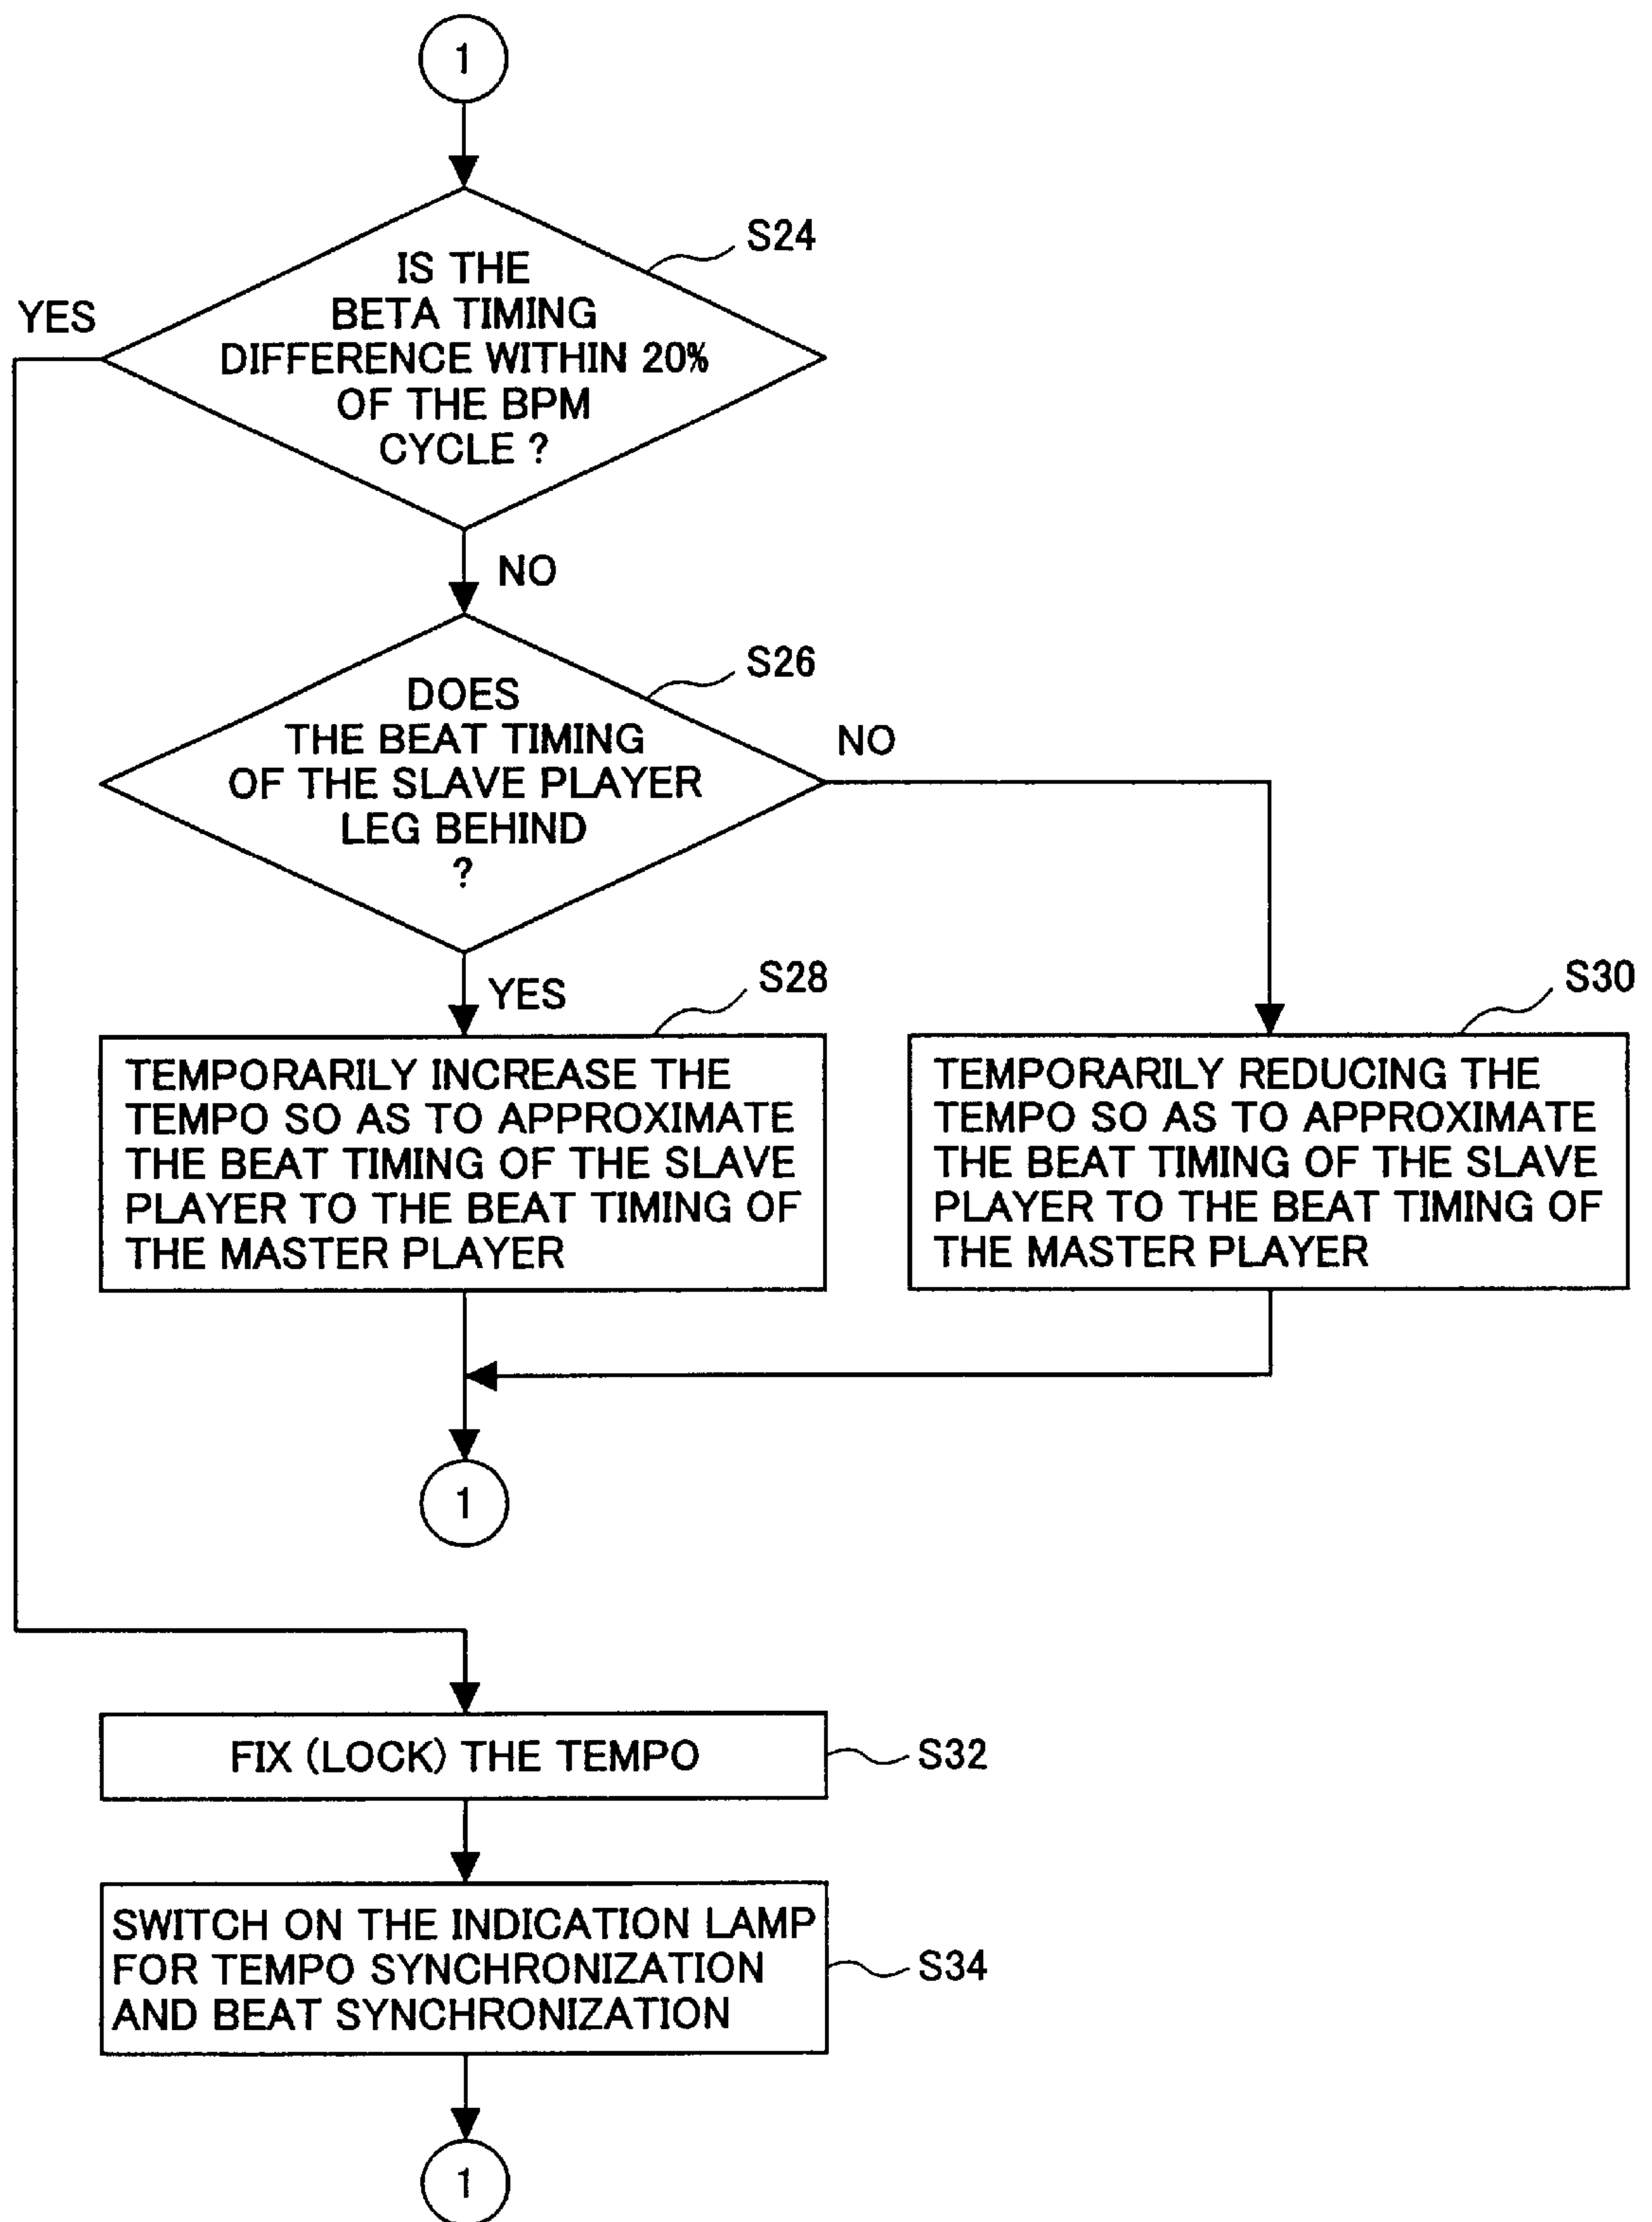 1
S24
IS THE
YES
BETA TIMING
DIFFERENCE WITHIN 20%
OF THE BPM
CYCLE ?
NO
S26
DOES
THE BEAT TIMING
NO
OF THE SLAVE PLAYER
LEG BEHIND
?
YES
S28
S30
TEMPORARILY INCREASE THE
TEMPO SO AS TO APPROXIMATE
THE BEAT TIMING OF THE SLAVE
PLAYER TO THE BEAT TIMING OF
THE MASTER PLAYER
TEMPORARILY REDUCING THE
TEMPO SO AS TO APPROXIMATE
THE BEAT TIMING OF THE SLAVE
PLAYER TO THE BEAT TIMING OF
THE MASTER PLAYER
1
FIX (LOCK) THE TEMPO
S32
SWITCH ON THE INDICATION LAMP
FOR TEMPO SYNCHRONIZATION
AND BEAT SYNCHRONIZATION
S34
1